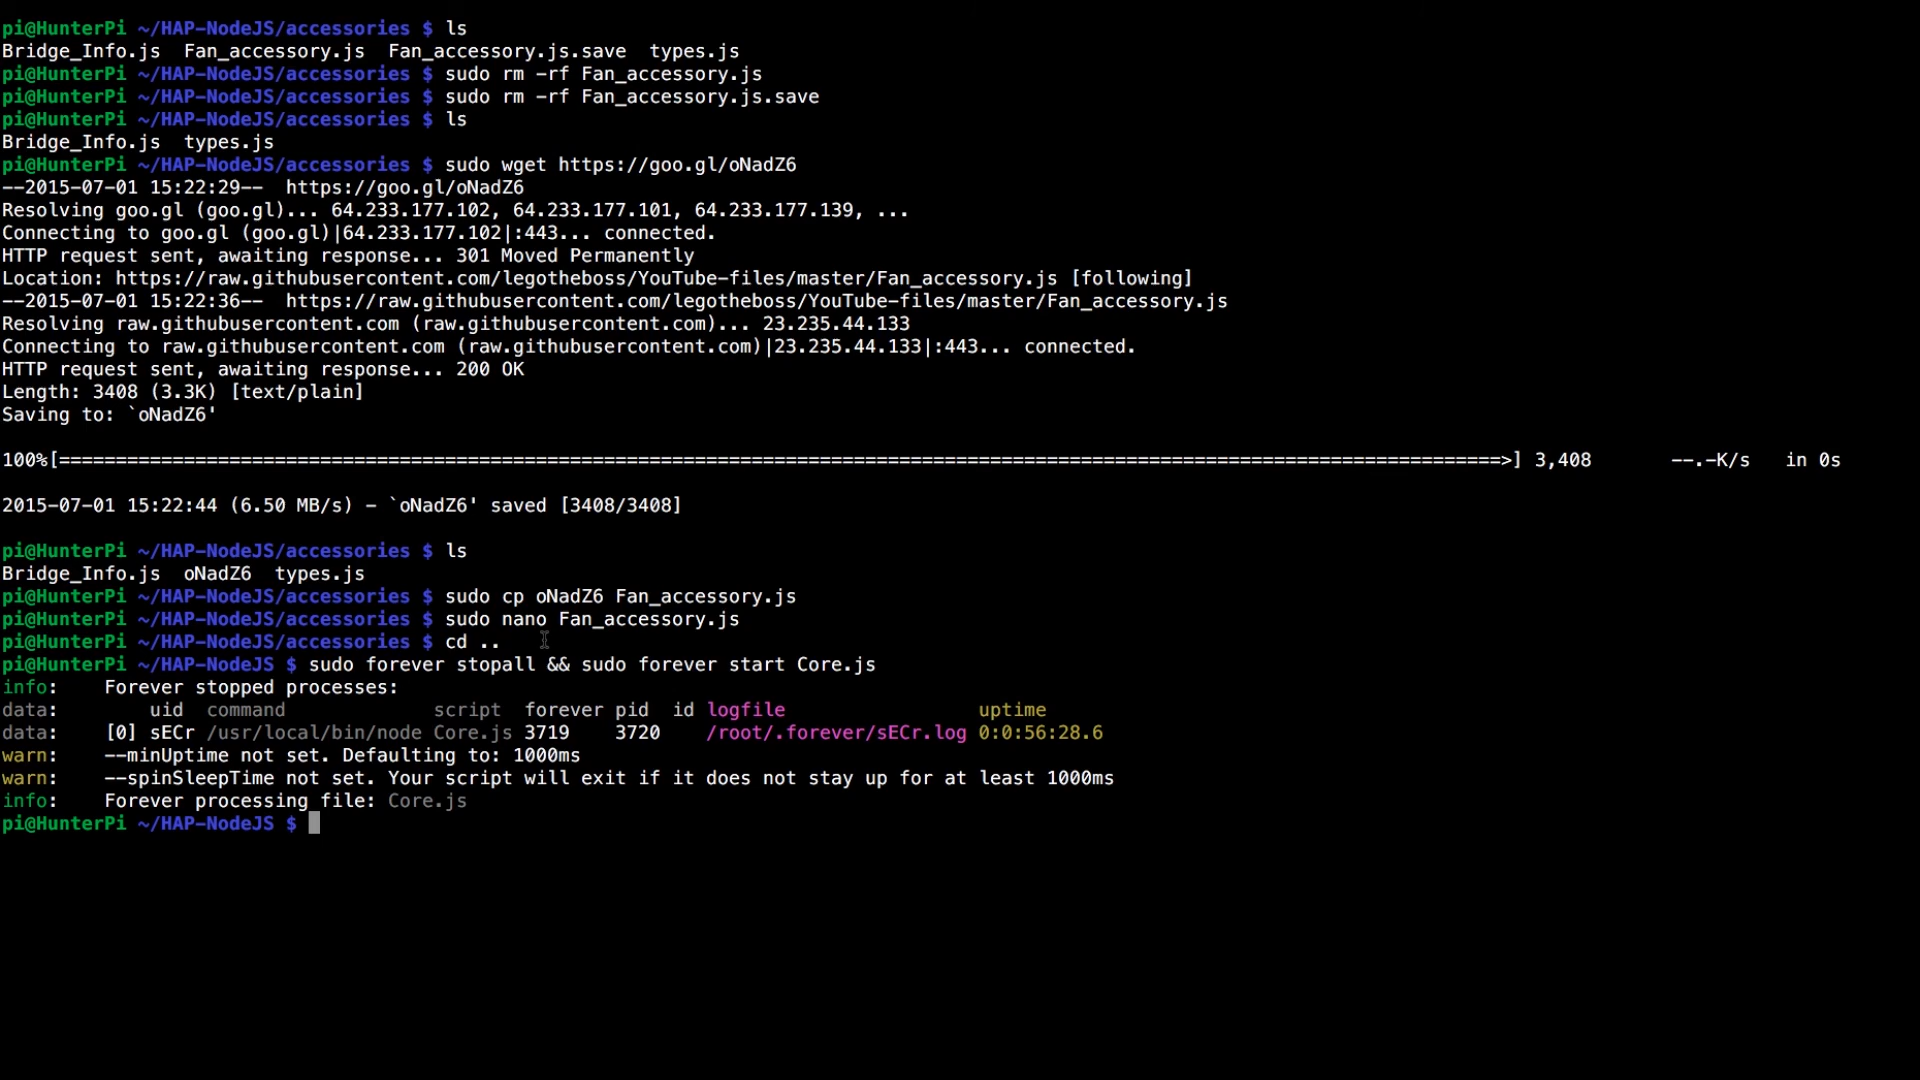 pi@HunterPi ~/HAP-NodeJS/accessories $ ls
Bridge_Info.js  Fan_accessory.js  Fan_accessory.js.save  types.js
pi@HunterPi ~/HAP-NodeJS/accessories $ sudo rm -rf Fan_accessory.js
pi@HunterPi ~/HAP-NodeJS/accessories $ sudo rm -rf Fan_accessory.js.save
pi@HunterPi ~/HAP-NodeJS/accessories $ ls
Bridge_Info.js  types.js
pi@HunterPi ~/HAP-NodeJS/accessories $ sudo wget https://goo.gl/oNadZ6
--2015-07-01 15:22:29--  https://goo.gl/oNadZ6
Resolving goo.gl (goo.gl)... 64.233.177.102, 64.233.177.101, 64.233.177.139, ...
Connecting to goo.gl (goo.gl)|64.233.177.102|:443... connected.
HTTP request sent, awaiting response... 301 Moved Permanently
Location: https://raw.githubusercontent.com/legotheboss/YouTube-files/master/Fan_accessory.js [following]
--2015-07-01 15:22:36--  https://raw.githubusercontent.com/legotheboss/YouTube-files/master/Fan_accessory.js
Resolving raw.githubusercontent.com (raw.githubusercontent.com)... 23.235.44.133
Connecting to raw.githubusercontent.com (raw.githubusercontent.com)|23.235.44.133|:443... connected.
HTTP request sent, awaiting response... 200 OK
Length: 3408 (3.3K) [text/plain]
Saving to: `oNadZ6'
100%[===============================================================================================================================>] 3,408       --.-K/s   in 0s
2015-07-01 15:22:44 (6.50 MB/s) - `oNadZ6' saved [3408/3408]
pi@HunterPi ~/HAP-NodeJS/accessories $ ls
Bridge_Info.js  oNadZ6  types.js
pi@HunterPi ~/HAP-NodeJS/accessories $ sudo cp oNadZ6 Fan_accessory.js
pi@HunterPi ~/HAP-NodeJS/accessories $ sudo nano Fan_accessory.js
pi@HunterPi ~/HAP-NodeJS/accessories $ cd ..
pi@HunterPi ~/HAP-NodeJS $ sudo forever stopall && sudo forever start Core.js
info:    Forever stopped processes:
data:        uid  command             script  forever pid  id logfile                 uptime
data:    [0] sECr /usr/local/bin/node Core.js 3719    3720    /root/.forever/sECr.log 0:0:56:28.6
warn:    --minUptime not set. Defaulting to: 1000ms
warn:    --spinSleepTime not set. Your script will exit if it does not stay up for at least 1000ms
info:    Forever processing file: Core.js
pi@HunterPi ~/HAP-NodeJS $